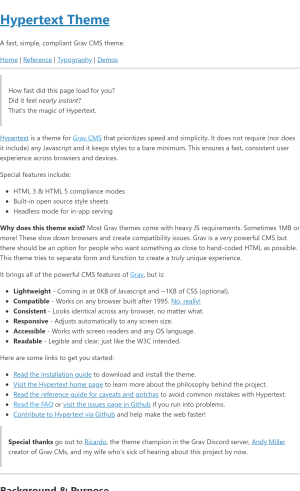 Hypertext Theme
A fast, simple, compliant Grav CMS theme.
Home | Reference | Typography | Demos
How fast did this page load for you?
Did it feel nearly instant?
That's the magic of Hypertext.
Hypertext is a theme for Grav CMS that prioritizes speed and simplicity. It does not require (nor does
it include) any Javascript and it keeps styles to a bare minimum. This ensures a fast, consistent user
experience across browsers and devices.
Special features include:
• HTML 3 & HTML 5 compliance modes
• Built-in open source style sheets
• Headless mode for in-app serving
Why does this theme exist? Most Grav themes come with heavy JS requirements. Sometimes 1MB or
more! These slow down browsers and create compatibility issues. Grav is a very powerful CMS but
there should be an option for people who want something as close to hand-coded HTML as possible.
This theme tries to separate form and function to create a truly unique experience.
It brings all of the powerful CMS features of Grav, but is:
• Lightweight - Coming in at 0KB of Javascript and ~1KB of CSS (optional).
• Compatible - Works on any browser built after 1995. No, really!
• Consistent - Looks identical across any browser, no matter what.
• Responsive - Adjusts automatically to any screen size.
• Accessible - Works with screen readers and any OS language.
• Readable - Legible and clear, just like the W3C intended.
Here are some links to get you started:
• Read the installation guide to download and install the theme.
• Visit the Hypertext home page to learn more about the philosophy behind the project.
• Read the reference guide for caveats and gotchas to avoid common mistakes with Hypertext.
• Read the FAQ or visit the issues page in Github if you run into problems.
• Contribute to Hypertext via Github and help make the web faster!
Special thanks go out to Ricardo, the theme champion in the Grav Discord server, Andy Miller
creator of Grav CMs, and my wife who's sick of hearing about this project by now.
Background & Purpose